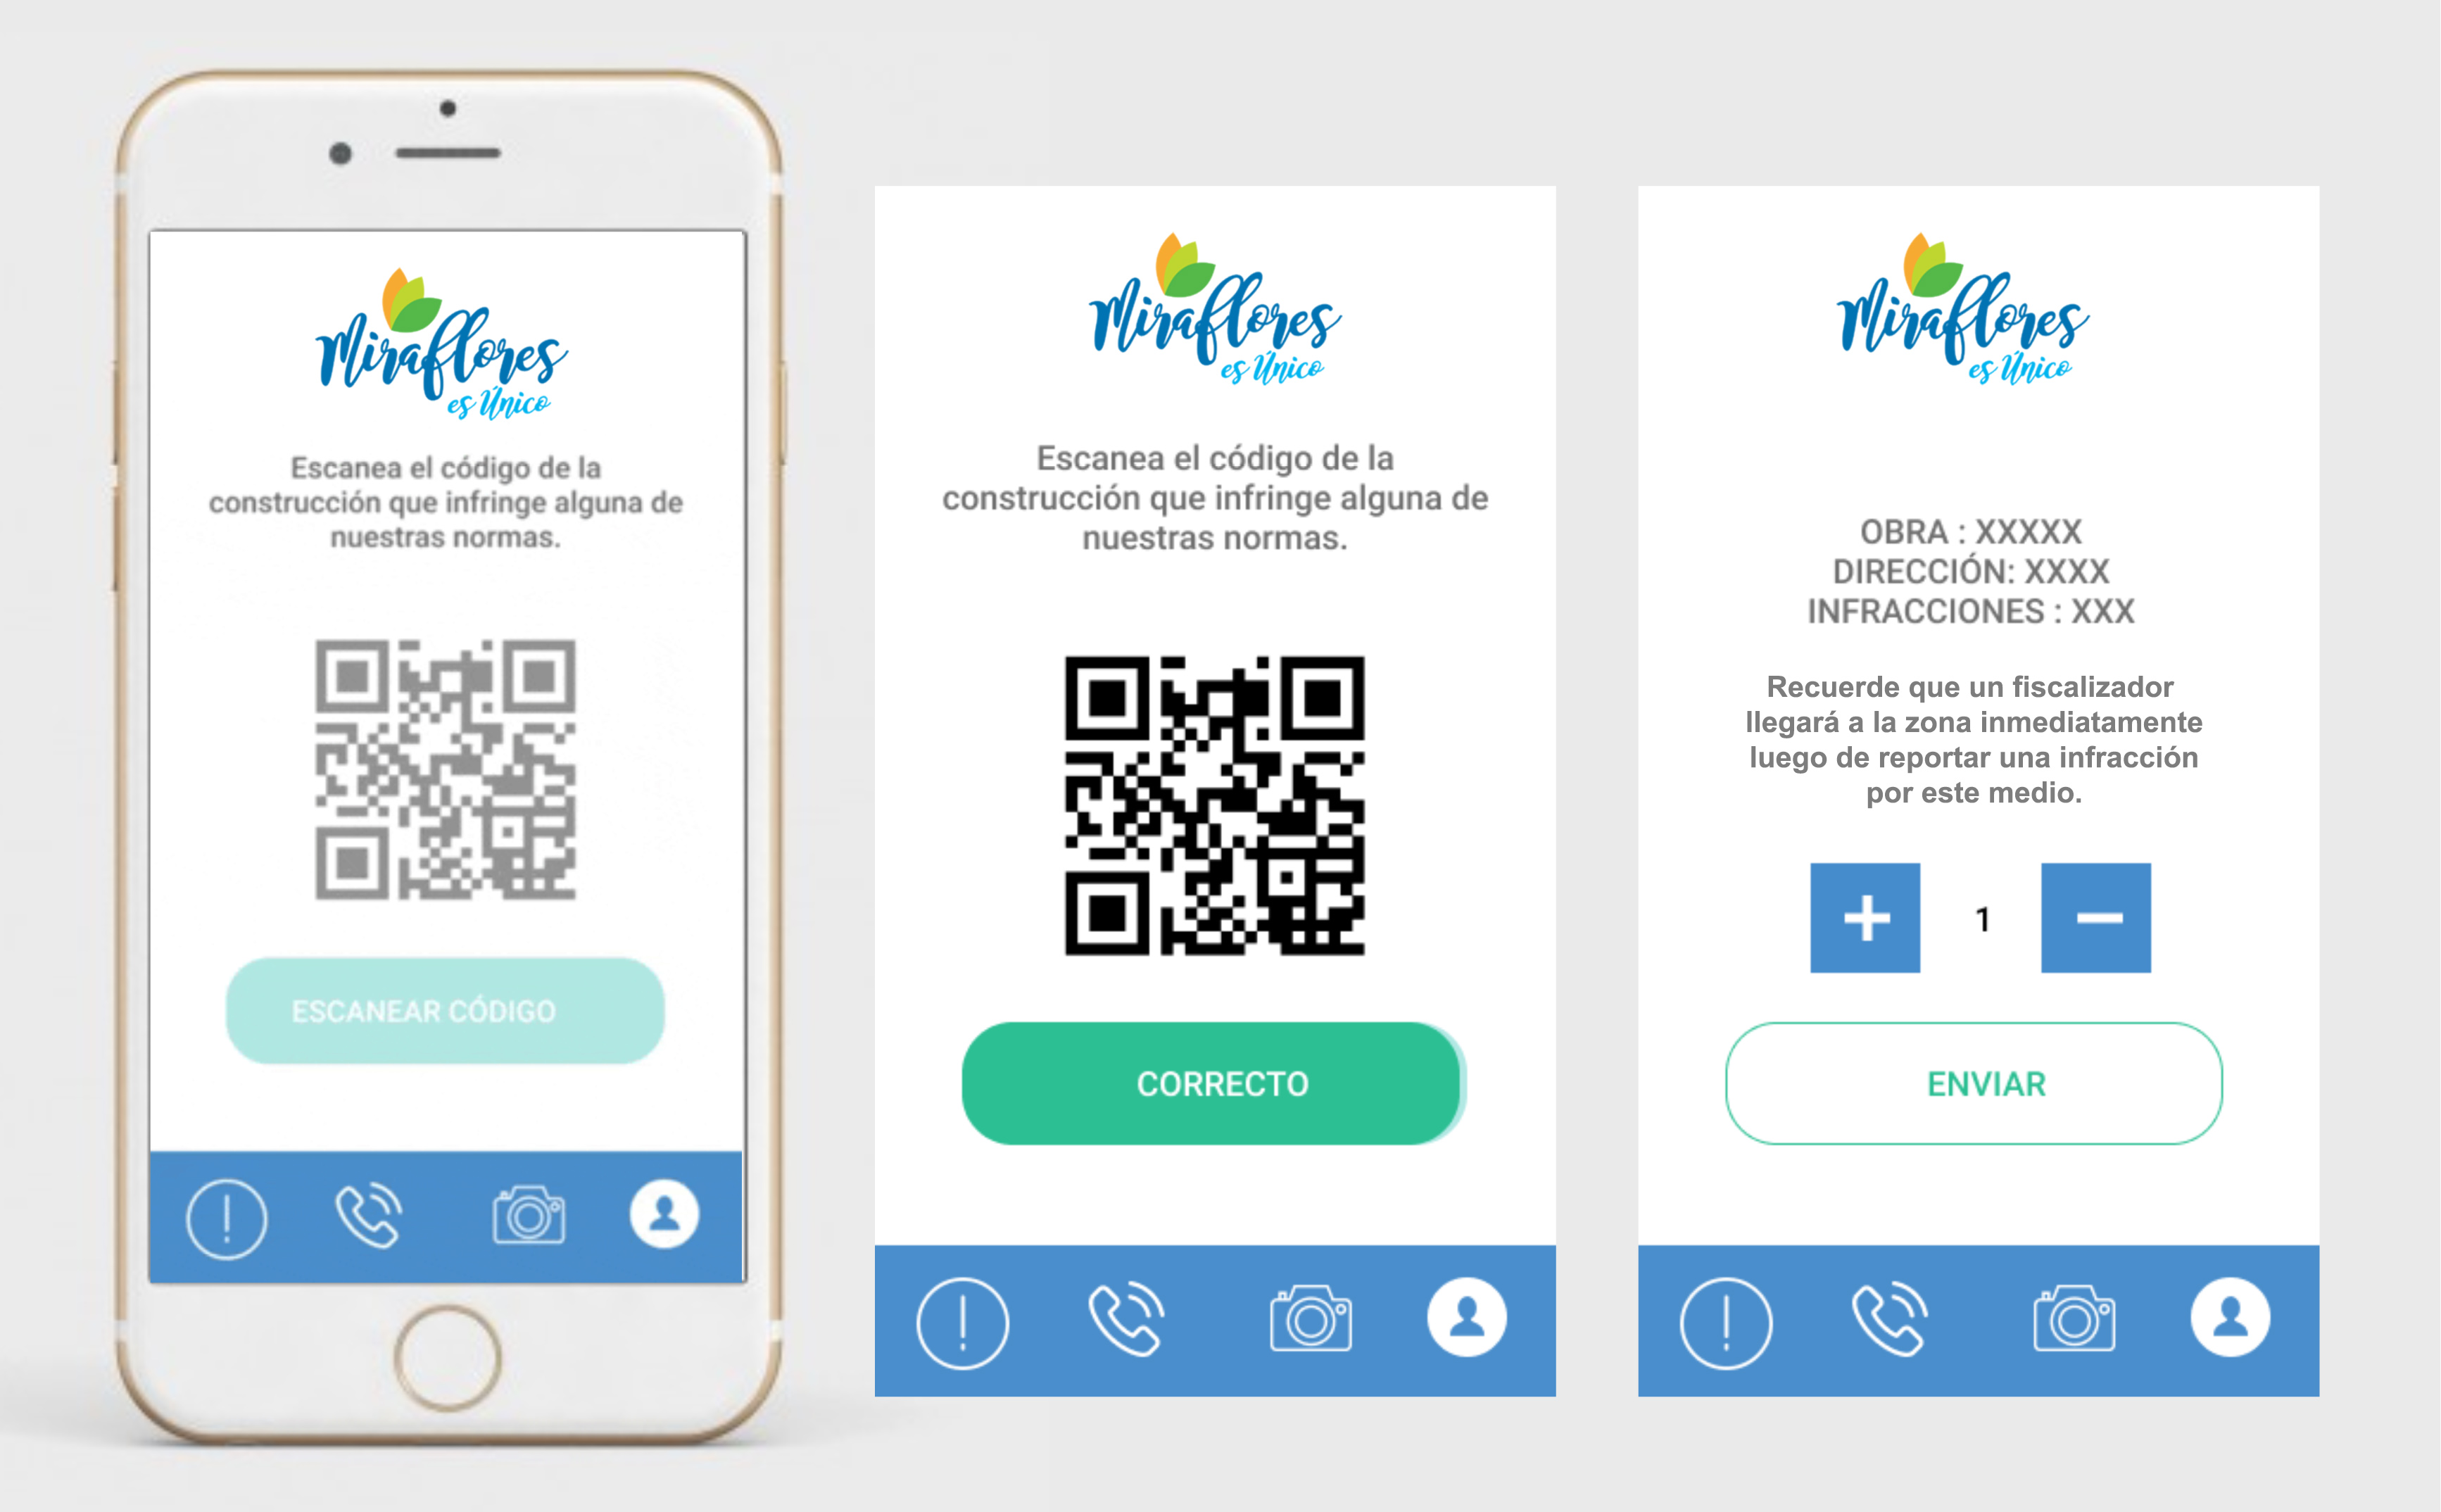 Miraflores
es Único
Escanea el código de la
construcción que infringe alguna de
nuestras normas.
ESCANEAR CÓDIGO
Miraflores
es Único
Escanea el código de la
construcción que infringe alguna de
nuestras normas.
CORRECTO
Miraflores
es Único
OBRA : XXXXX
DIRECCIÓN: XXXX
INFRACCIONES : XXX
Recuerde que un fiscalizador
llegará a la zona inmediatamente
luego de reportar una infracción
por este medio.
+ 1 −
ENVIAR